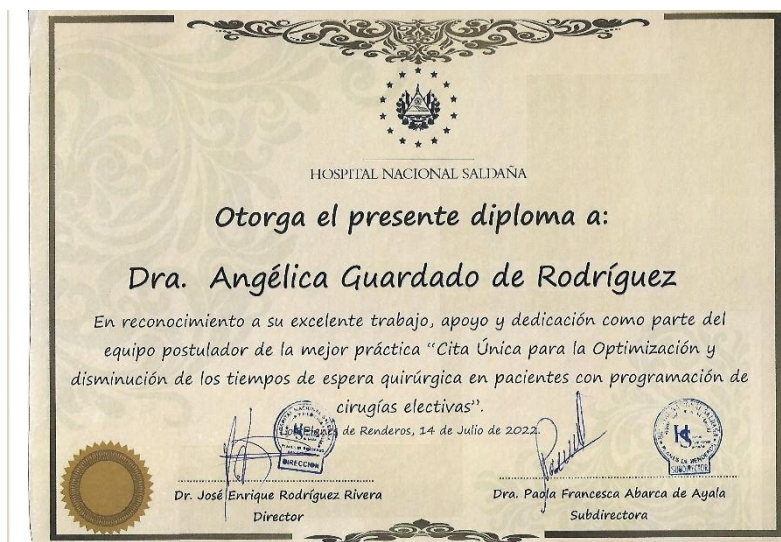 HOSPITAL NACIONAL SALDAÑA
Otorga el presente diploma a:
Dra. Angélica Guardado de Rodríguez
En reconocimiento a su excelente trabajo, apoyo y dedicación como parte del
equipo postulador de la mejor práctica “Cita Única para la Optimización y
disminución de los tiempos de espera quirúrgica en pacientes con programación de
cirugías electivas”.
de Renderos, 14 de Julio de 2022.
DIRECCION
SUBDIRECTOR
Dr. José Enrique Rodríguez Rivera
Director
Dra. Paola Francesca Abarca de Ayala
Subdirectora